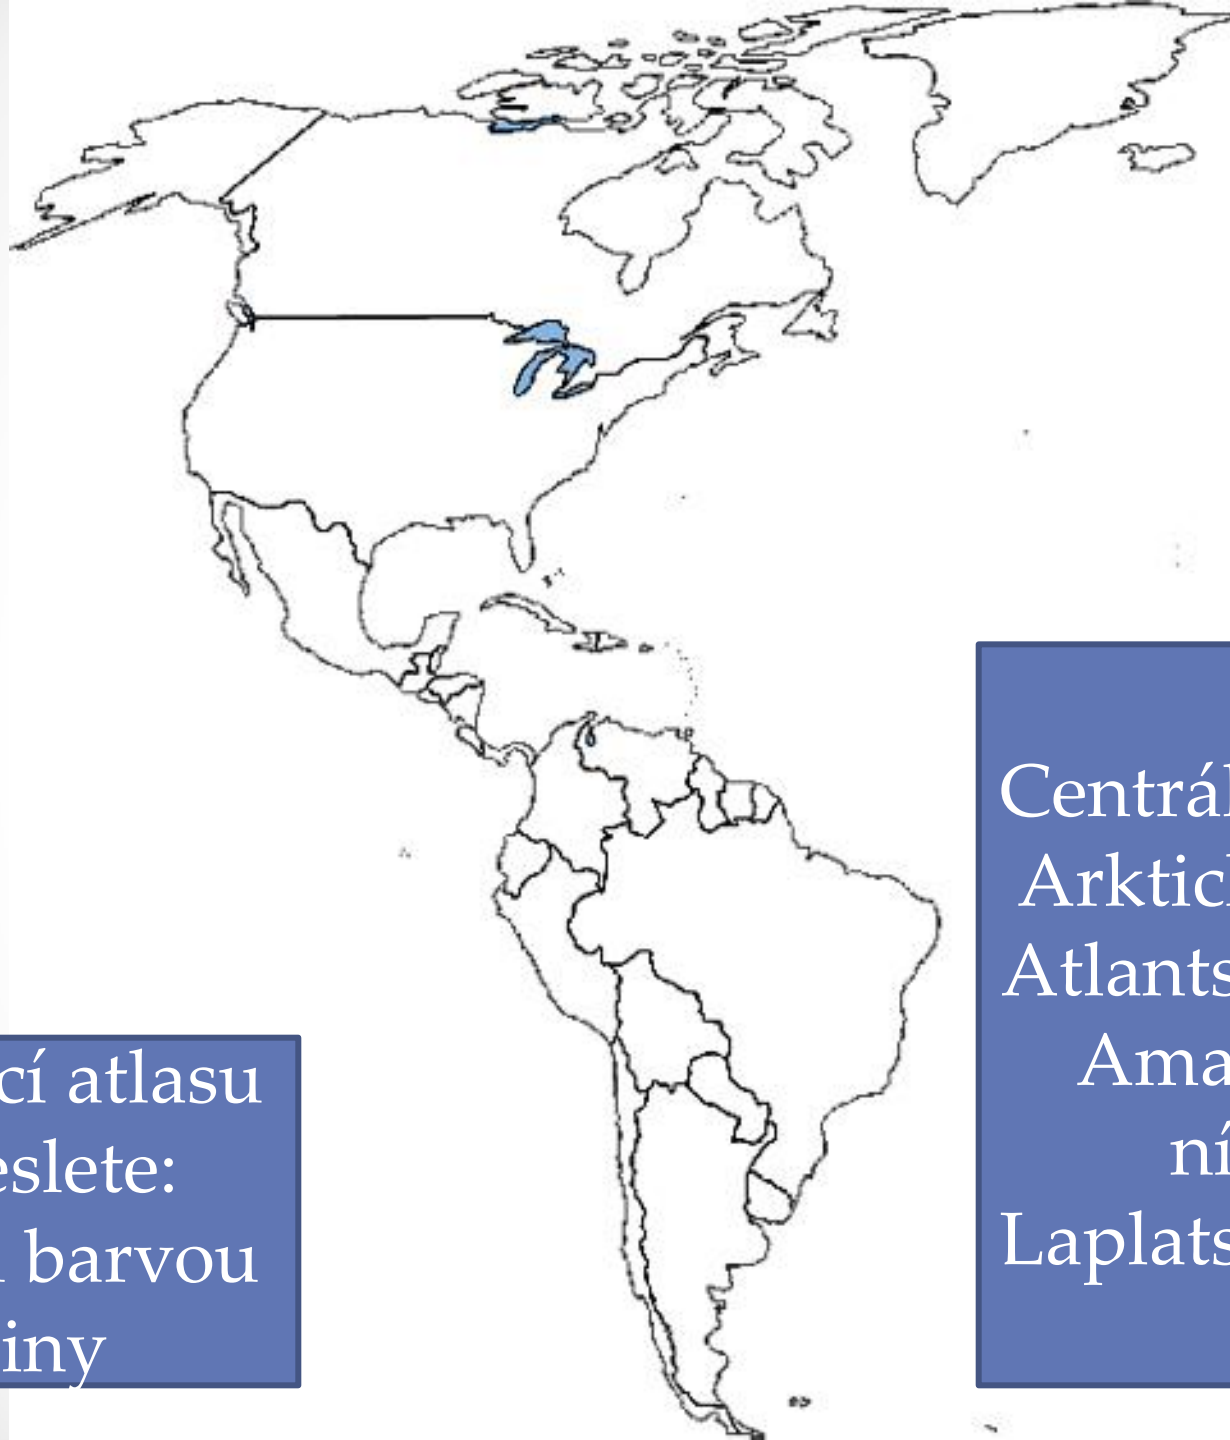 cí atlasu
eslete:
barvou
iny
Centrál
Arktic
Atlants
Ama
ní
Laplats